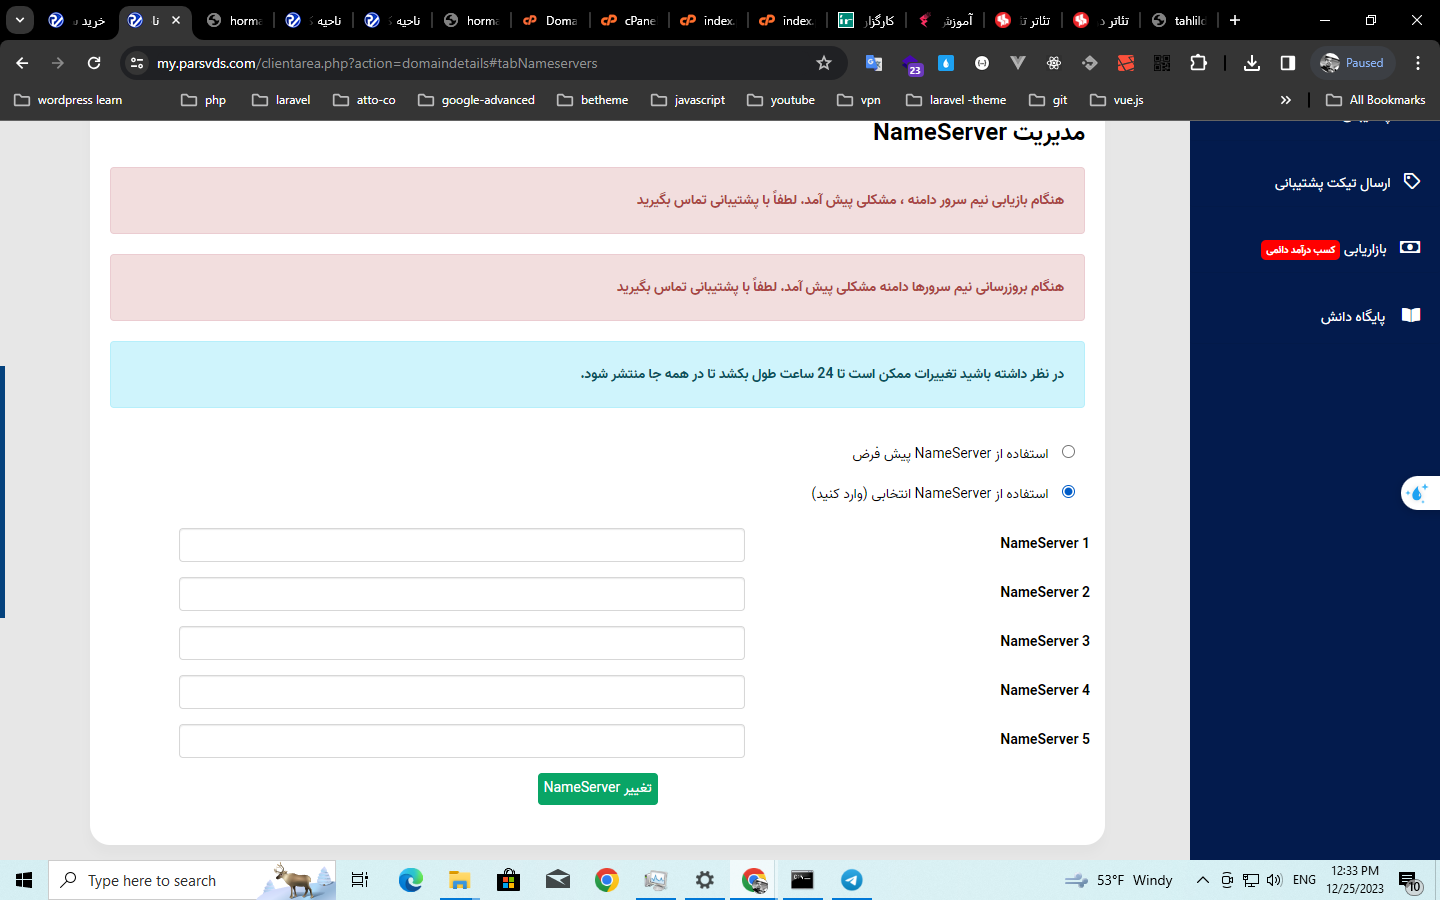 خرید
نا
horm
ناحیه
ناحیه
horma
Doma
cPane
index.
index.
کارگزار
آموزش
تئاتر
تئاتر
tahlild
my.parsvds.com/clientarea.php?action=domaindetails#tabNameservers
23
Paused
wordpress learn
php
laravel
atto-co
google-advanced
betheme
javascript
youtube
vpn
laravel -theme
git
vue.js
All Bookmarks
مدیریت NameServer
هنگام بازیابی نیم سرور دامنه ، مشکلی پیش آمد. لطفاً با پشتیبانی تماس بگیرید
هنگام بروزرسانی نیم سرورها دامنه مشکلی پیش آمد. لطفاً با پشتیبانی تماس بگیرید
در نظر داشته باشید تغییرات ممکن است تا 24 ساعت طول بکشد تا در همه جا منتشر شود.
استفاده از NameServer پیش فرض
استفاده از NameServer انتخابی (وارد کنید)
NameServer 1
NameServer 2
NameServer 3
NameServer 4
NameServer 5
تغییر NameServer
ارسال تیکت پشتیبانی
بازاریابی کسب درآمد دائمی
پایگاه دانش
Type here to search
53°F Windy
ENG
12:33 PM
12/25/2023
10